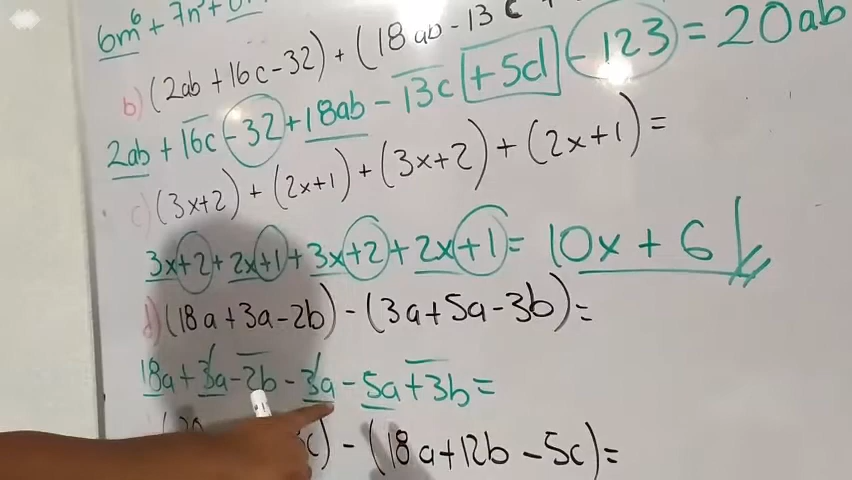 6m⁶ + 7n
b) (2ab + 16c - 32) + (18ab - 13c
2ab + 16c - 32 + 18ab - 13c + 5d - 123 = 20ab
c) (3x+2) + (2x+1) + (3x+2) + (2x+1) =
3x+2 + 2x+1 + 3x+2 + 2x+1 = 10x + 6
d) (18a + 3a - 2b) - (3a + 5a - 3b) =
18a + 3a - 2b - 3a - 5a + 3b =
c) - (18a + 12b - 5c) =